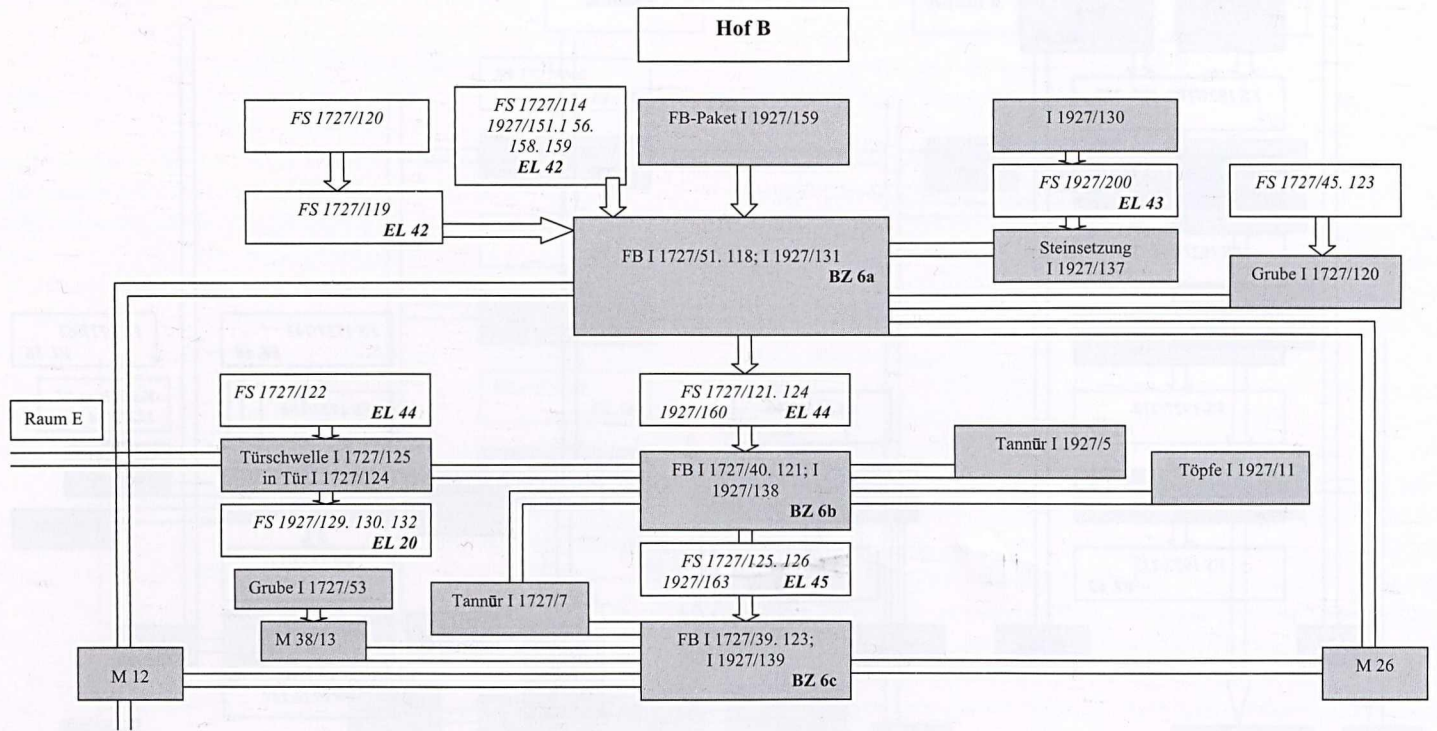 Hof B
FS 1727/120
FS 1727/114
1927/151.1 56.
158. 159
EL 42
FB-Paket I 1927/159
I 1927/130
FS 1727/119
EL 42
FS 1927/200
EL 43
FS 1727/45. 123
FB I 1727/51. 118; I 1927/131
BZ 6a
Steinsetzung
I 1927/137
Grube I 1727/120
Raum E
FS 1727/122
EL 44
FS 1727/121. 124
1927/160 EL 44
Türschwelle I 1727/125
in Tür I 1727/124
FB I 1727/40. 121; I
1927/138
BZ 6b
Tannūr I 1927/5
Töpfe I 1927/11
FS 1927/129. 130. 132
EL 20
FS 1727/125. 126
1927/163 EL 45
Grube I 1727/53
Tannūr I 1727/7
M 38/13
FB I 1727/39. 123;
I 1927/139
BZ 6c
M 12
M 26